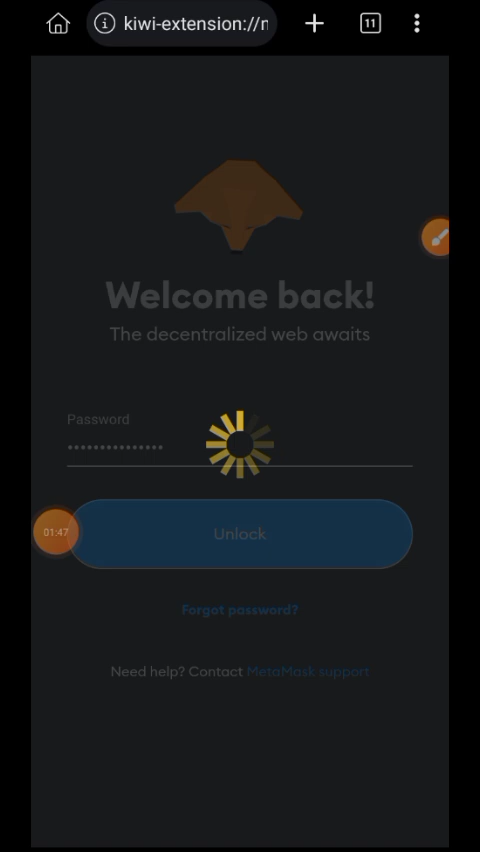 kiwi-extension://n
11
Welcome back!
The decentralized web awaits
Password
•••••••••••••••
01:47
Unlock
Forgot password?
Need help? Contact MetaMask support